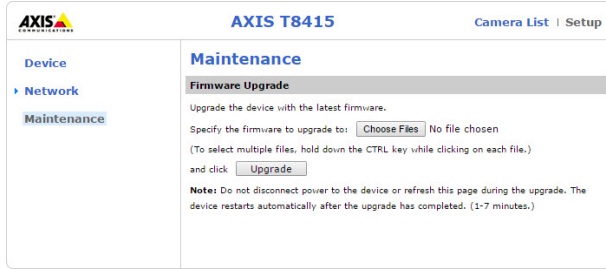 AXIS
COMMUNICATIONS
AXIS T8415
Camera List | Setup
Device
Network
Maintenance
Maintenance
Firmware Upgrade
Upgrade the device with the latest firmware.
Specify the firmware to upgrade to: Choose Files No file chosen
(To select multiple files, hold down the CTRL key while clicking on each file.)
and click Upgrade
Note: Do not disconnect power to the device or refresh this page during the upgrade. The
device restarts automatically after the upgrade has completed. (1-7 minutes.)